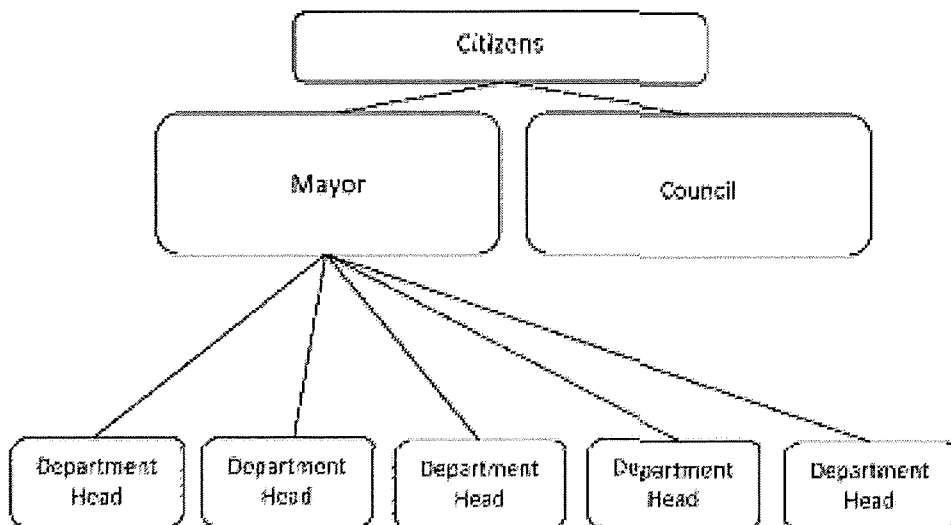 Citizens
Mayor
Council
Department
Head
Department
Head
Department
Head
Department
Head
Department
Head